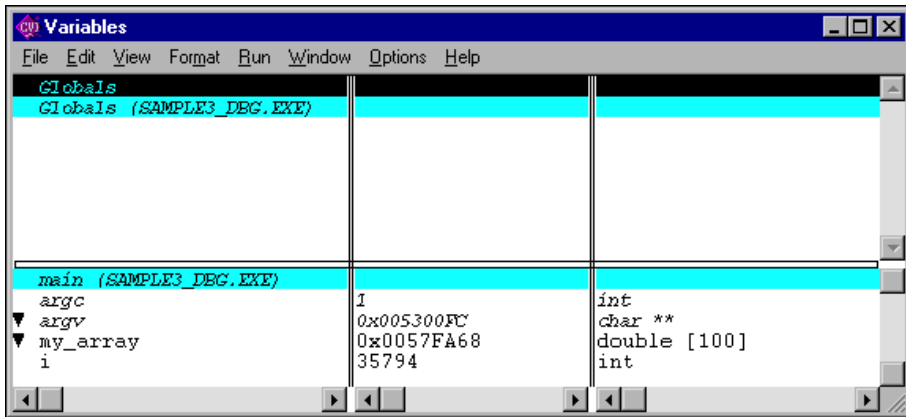 CVI Variables
File Edit View Format Run Window Options Help
Globals
Globals (SAMPLE3_DBG.EXE)
main (SAMPLE3_DBG.EXE)
argc 1 int
argv 0x005300FC char **
my_array 0x0057FA68 double [100]
i 35794 int